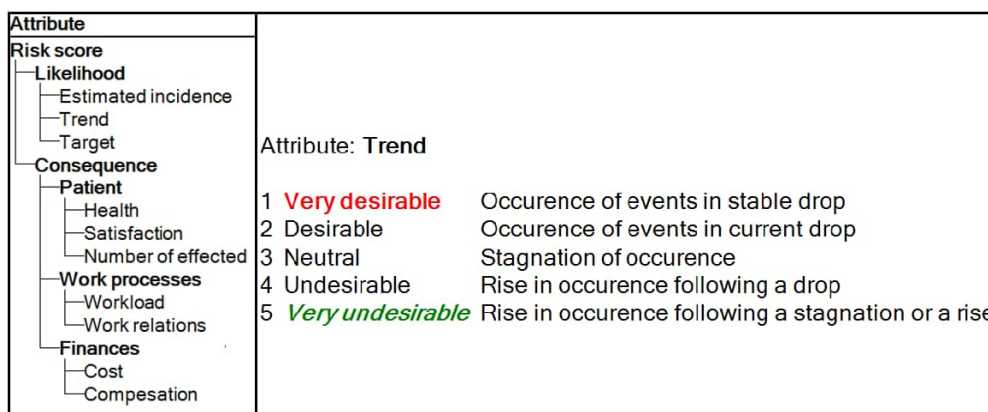 Attribute
Risk score
Likelihood
Estimated incidence
Trend
Target
Consequence
Patient
Health
Satisfaction
Number of effected
Work processes
Workload
Work relations
Finances
Cost
Compesation
Attribute: Trend
1 Very desirable Occurence of events in stable drop
2 Desirable Occurence of events in current drop
3 Neutral Stagnation of occurence
4 Undesirable Rise in occurence following a drop
5 Very undesirable Rise in occurence following a stagnation or a rise